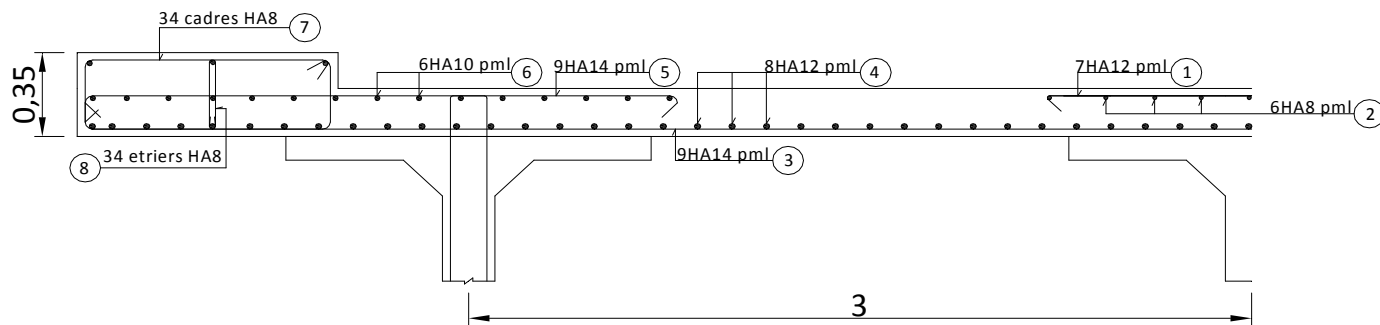 34 cadres HA8 7
6HA10 pml 6
9HA14 pml 5
8HA12 pml 4
7HA12 pml 1
0,35
6HA8 pml 2
8 34 etriers HA8
9HA14 pml 3
3